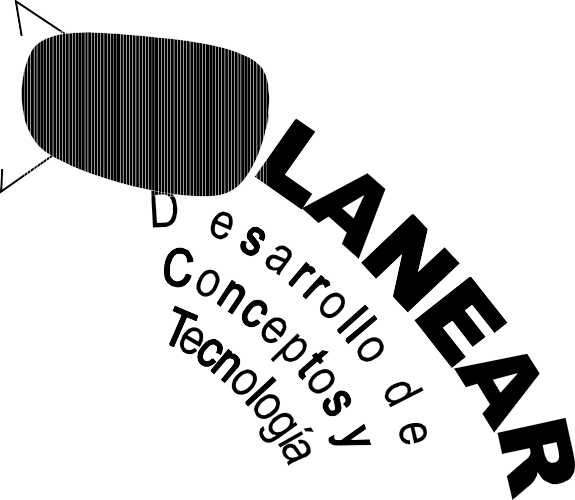 LANEAR
Desarrollo de
Conceptos y
Tecnología